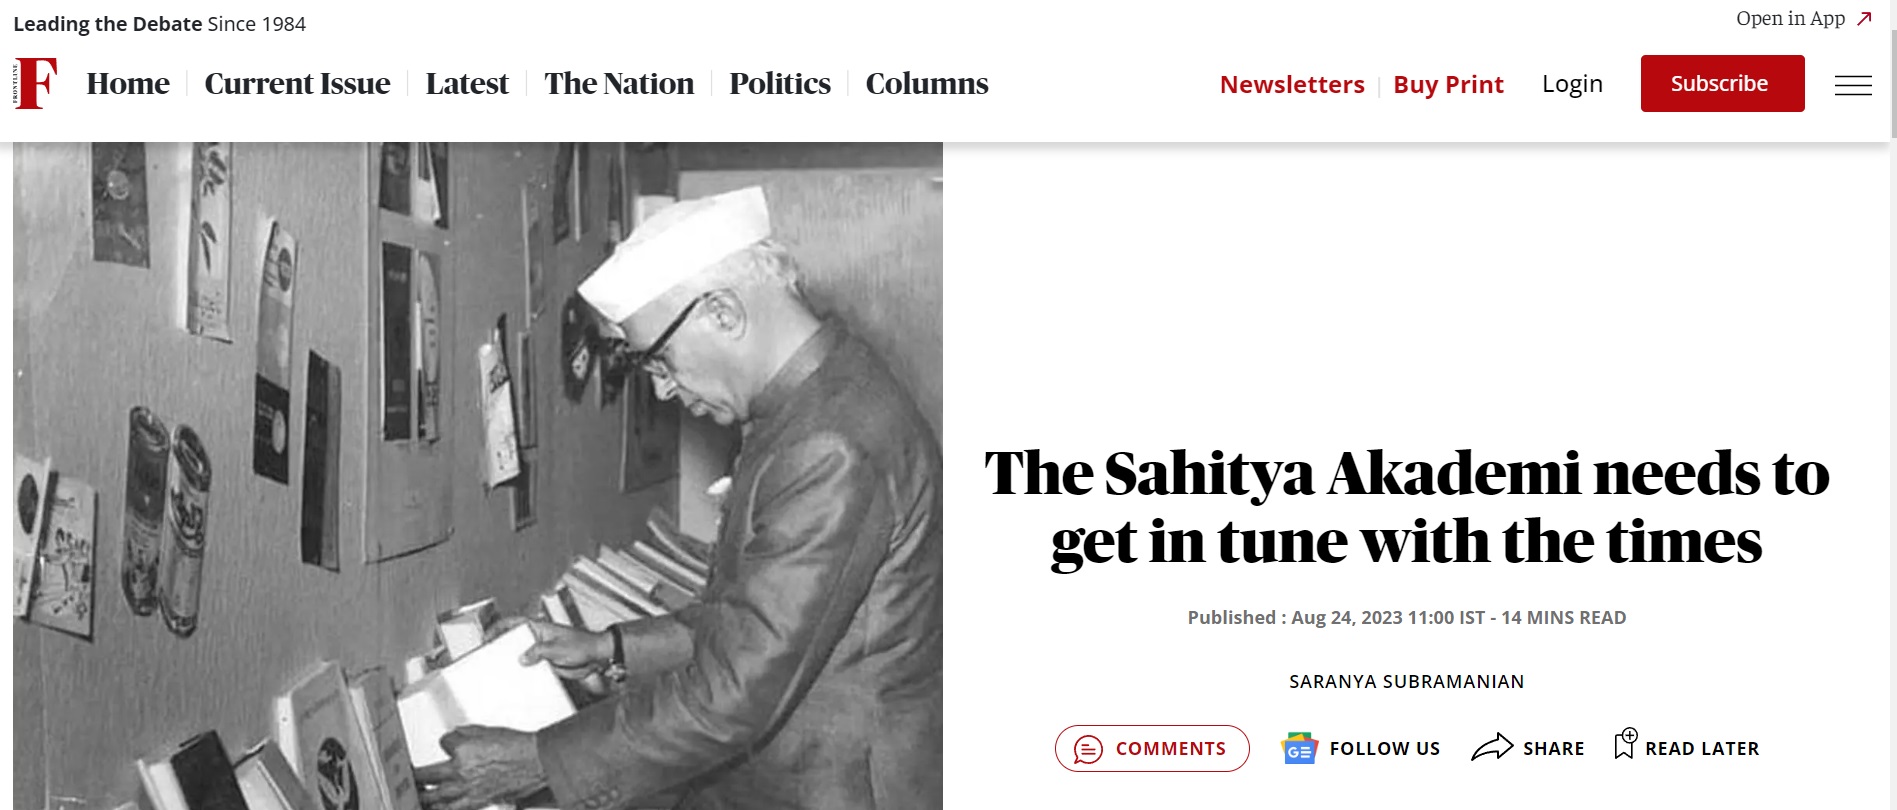 Leading the Debate Since 1984
Open in App
FRONTLINE
F
Home
Current Issue
Latest
The Nation
Politics
Columns
Newsletters
Buy Print
Login
Subscribe
The Sahitya Akademi needs to
get in tune with the times
Published : Aug 24, 2023 11:00 IST - 14 MINS READ
SARANYA SUBRAMANIAN
COMMENTS
GE
FOLLOW US
SHARE
READ LATER